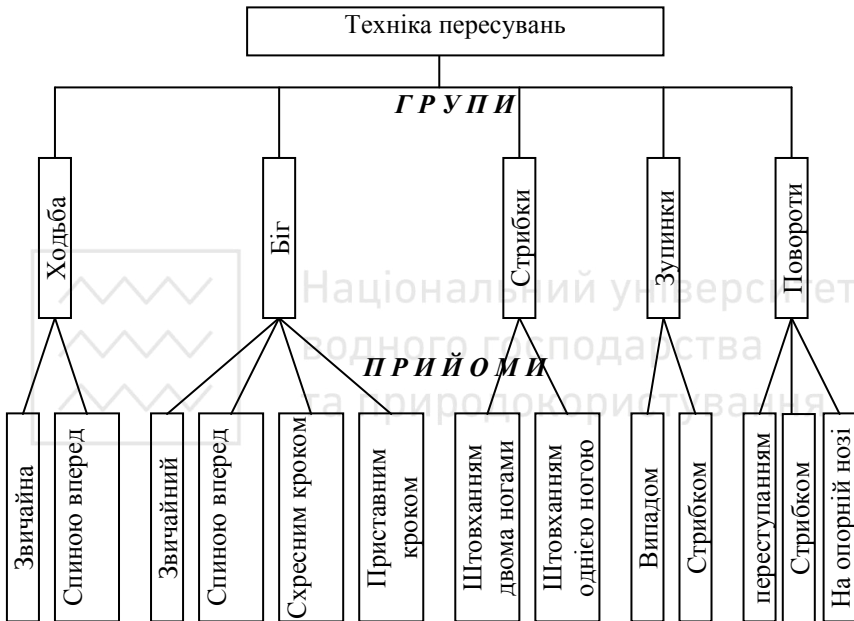 Техніка пересувань
ГРУПИ
Ходьба
Біг
Стрибки
Зупинки
Повороти
Національний університет
водного господарства
та природокористування
ПРИЙОМИ
Звичайна
Спиною вперед
Звичайний
Спиною вперед
Схресним кроком
Приставним
кроком
Штовханням
двома ногами
Штовханням
однією ногою
Випадом
Стрибком
переступанням
Стрибком
На опорній нозі